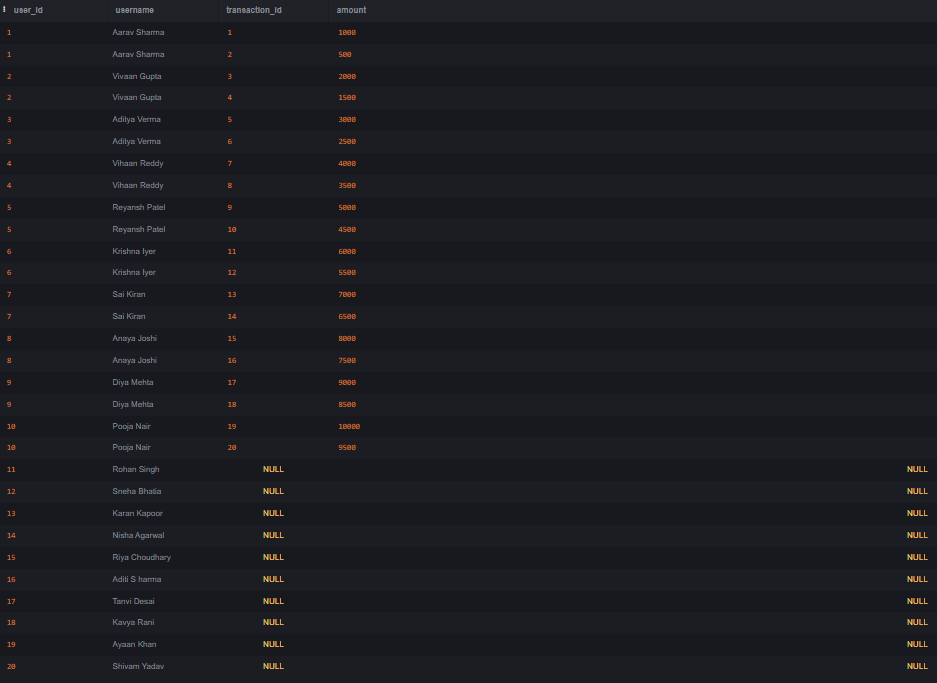 ! user_id username transaction_id amount
1 Aarav Sharma 1 1000
1 Aarav Sharma 2 500
2 Vivaan Gupta 3 2000
2 Vivaan Gupta 4 1500
3 Aditya Verma 5 3000
3 Aditya Verma 6 2500
4 Vihaan Reddy 7 4000
4 Vihaan Reddy 8 3500
5 Reyansh Patel 9 5000
5 Reyansh Patel 10 4500
6 Krishna Iyer 11 6000
6 Krishna Iyer 12 5500
7 Sai Kiran 13 7000
7 Sai Kiran 14 6500
8 Anaya Joshi 15 8000
8 Anaya Joshi 16 7500
9 Diya Mehta 17 9000
9 Diya Mehta 18 8500
10 Pooja Nair 19 10000
10 Pooja Nair 20 9500
11 Rohan Singh NULL NULL
12 Sneha Bhatia NULL NULL
13 Karan Kapoor NULL NULL
14 Nisha Agarwal NULL NULL
15 Riya Choudhary NULL NULL
16 Aditi S harma NULL NULL
17 Tanvi Desai NULL NULL
18 Kavya Rani NULL NULL
19 Ayaan Khan NULL NULL
20 Shivam Yadav NULL NULL